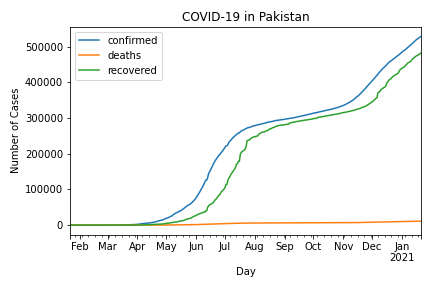 COVID-19 in Pakistan
confirmed
deaths
recovered
Number of Cases
500000
400000
300000
200000
100000
0
Feb Mar Apr May Jun Jul Aug Sep Oct Nov Dec Jan
2021
Day